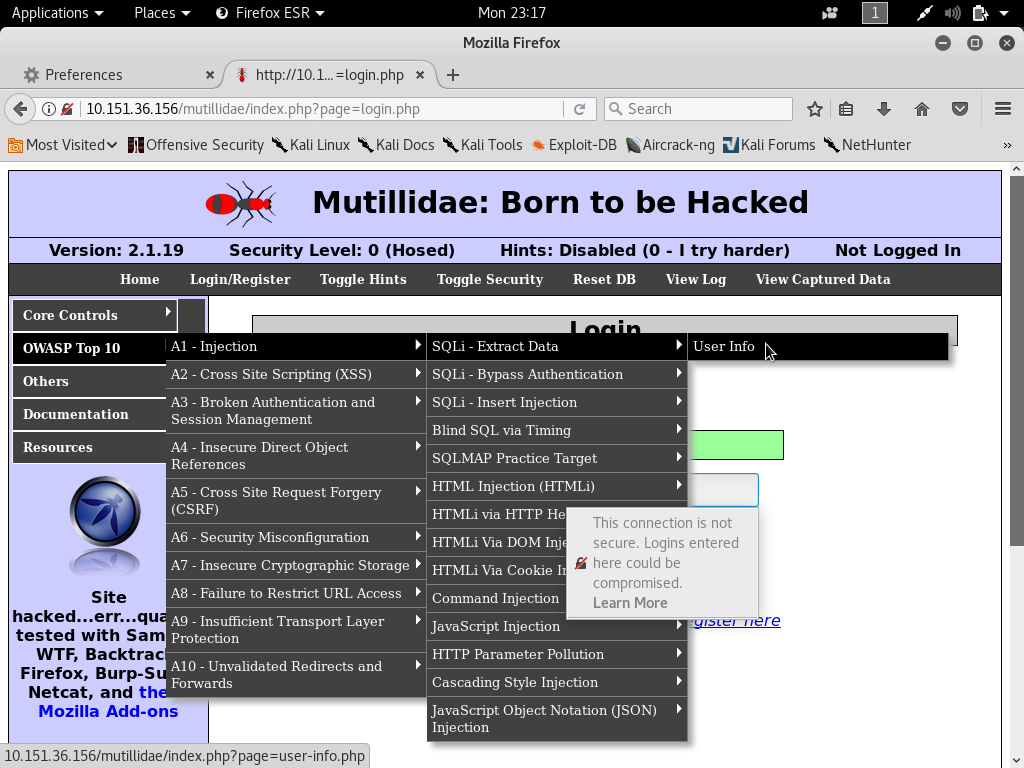 Applications Places Firefox ESR Mon 23:17 1
Mozilla Firefox
Preferences http://10.1...=login.php
10.151.36.156/mutillidae/index.php?page=login.php Search
Most Visited Offensive Security Kali Linux Kali Docs Kali Tools Exploit-DB Aircrack-ng Kali Forums NetHunter »
Mutillidae: Born to be Hacked
Version: 2.1.19 Security Level: 0 (Hosed) Hints: Disabled (0 - I try harder) Not Logged In
Home Login/Register Toggle Hints Toggle Security Reset DB View Log View Captured Data
Core Controls
OWASP Top 10
Others
Documentation
Resources
Login
A1 - Injection
A2 - Cross Site Scripting (XSS)
A3 - Broken Authentication and
Session Management
A4 - Insecure Direct Object
References
A5 - Cross Site Request Forgery
(CSRF)
A6 - Security Misconfiguration
A7 - Insecure Cryptographic Storage
A8 - Failure to Restrict URL Access
A9 - Insufficient Transport Layer
Protection
A10 - Unvalidated Redirects and
Forwards
SQLi - Extract Data
SQLi - Bypass Authentication
SQLi - Insert Injection
Blind SQL via Timing
SQLMAP Practice Target
HTML Injection (HTMLi)
HTMLi via HTTP He
HTMLi Via DOM Inje
HTMLi Via Cookie In
Command Injection
JavaScript Injection
HTTP Parameter Pollution
Cascading Style Injection
JavaScript Object Notation (JSON)
Injection
User Info
This connection is not
secure. Logins entered
here could be
compromised.
Learn More
egister here
Site
hacked...err...qua
tested with Sam
WTF, Backtrac
Firefox, Burp-Su
Netcat, and the
Mozilla Add-ons
10.151.36.156/mutillidae/index.php?page=user-info.php